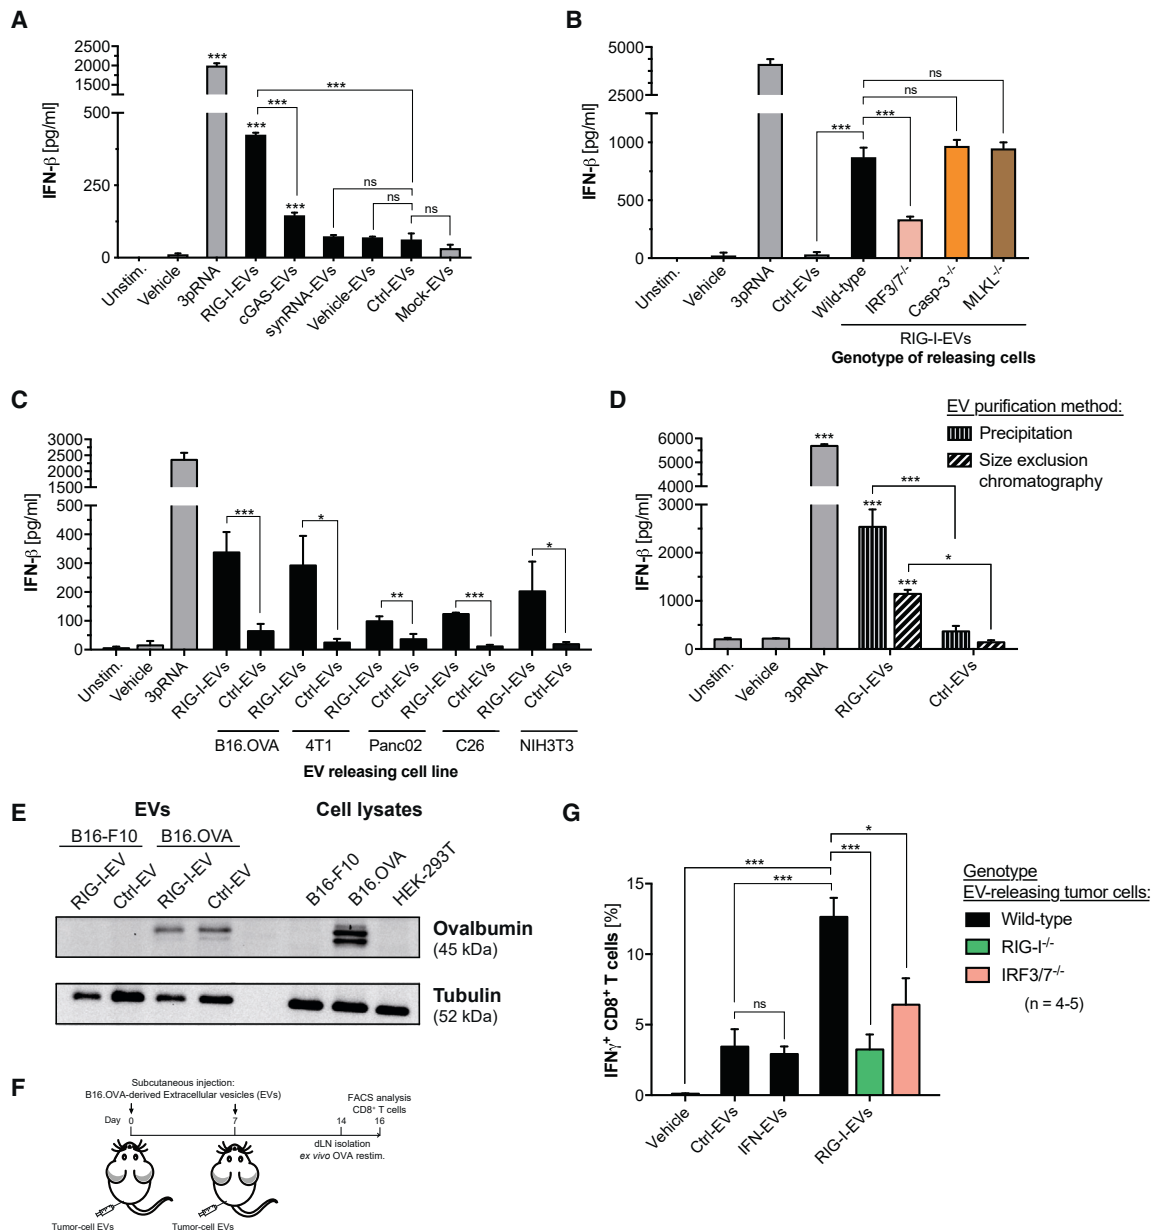 A
IFN-β [pg/ml]
2500
2000
1500
500
250
0
***
***
***
***
***
ns
ns
ns
Unstim.
Vehicle
3pRNA
RIG-I-EVs
cGAS-EVs
synRNA-EVs
Vehicle-EVs
Ctrl-EVs
Mock-EVs
B
IFN-β [pg/ml]
5000
2500
1000
500
0
ns
ns
***
***
Unstim.
Vehicle
3pRNA
Ctrl-EVs
Wild-type
IRF3/7-/-
Casp-3-/-
MLKL-/-
RIG-I-EVs
Genotype of releasing cells
C
IFN-β [pg/ml]
3000
2500
2000
1500
500
400
300
200
100
0
***
*
**
***
*
Unstim.
Vehicle
3pRNA
RIG-I-EVs
Ctrl-EVs
RIG-I-EVs
Ctrl-EVs
RIG-I-EVs
Ctrl-EVs
RIG-I-EVs
Ctrl-EVs
RIG-I-EVs
Ctrl-EVs
B16.OVA
4T1
Panc02
C26
NIH3T3
EV releasing cell line
D
EV purification method:
Precipitation
Size exclusion
chromatography
IFN-β [pg/ml]
6000
5000
4000
3000
2000
1000
0
***
***
***
***
*
Unstim.
Vehicle
3pRNA
RIG-I-EVs
Ctrl-EVs
E
EVs
Cell lysates
B16-F10
B16.OVA
RIG-I-EV
Ctrl-EV
RIG-I-EV
Ctrl-EV
B16-F10
B16.OVA
HEK-293T
Ovalbumin
(45 kDa)
Tubulin
(52 kDa)
F
Subcutaneous injection:
B16.OVA-derived Extracellular vesicles (EVs)
FACS analysis
CD8+ T cells
Day
0
7
14
16
dLN isolation
ex vivo OVA restim.
Tumor-cell EVs
Tumor-cell EVs
G
IFNγ+ CD8+ T cells [%]
15
10
5
0
*
***
***
***
ns
Vehicle
Ctrl-EVs
IFN-EVs
RIG-I-EVs
Genotype
EV-releasing tumor cells:
Wild-type
RIG-I-/-
IRF3/7-/-
(n = 4-5)